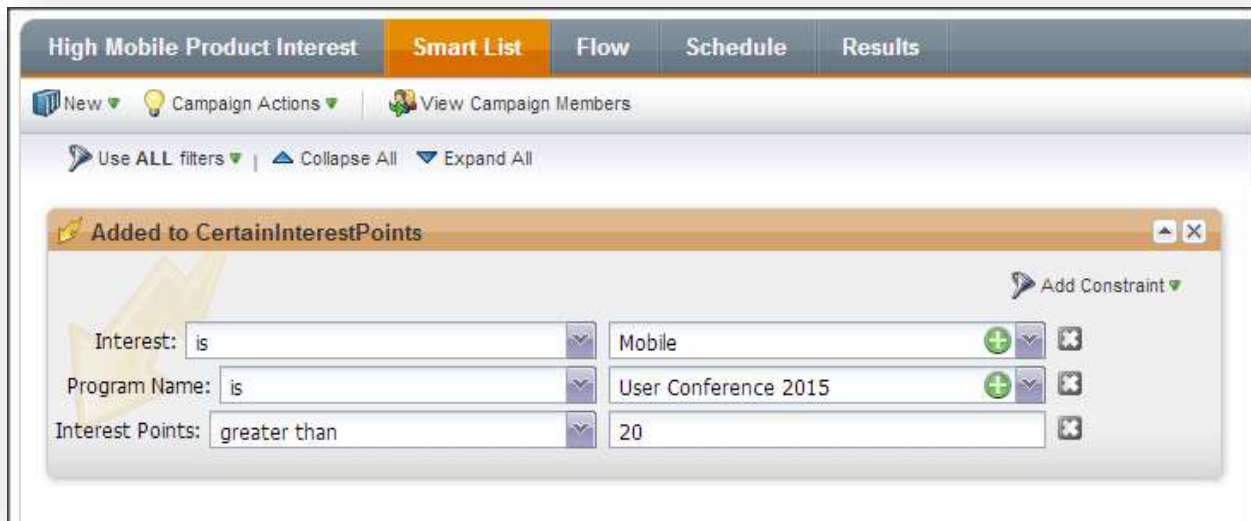 High Mobile Product Interest Smart List Flow Schedule Results
New Campaign Actions View Campaign Members
Use ALL filters Collapse All Expand All
Added to CertainInterestPoints
Add Constraint
Interest: is Mobile
Program Name: is User Conference 2015
Interest Points: greater than 20